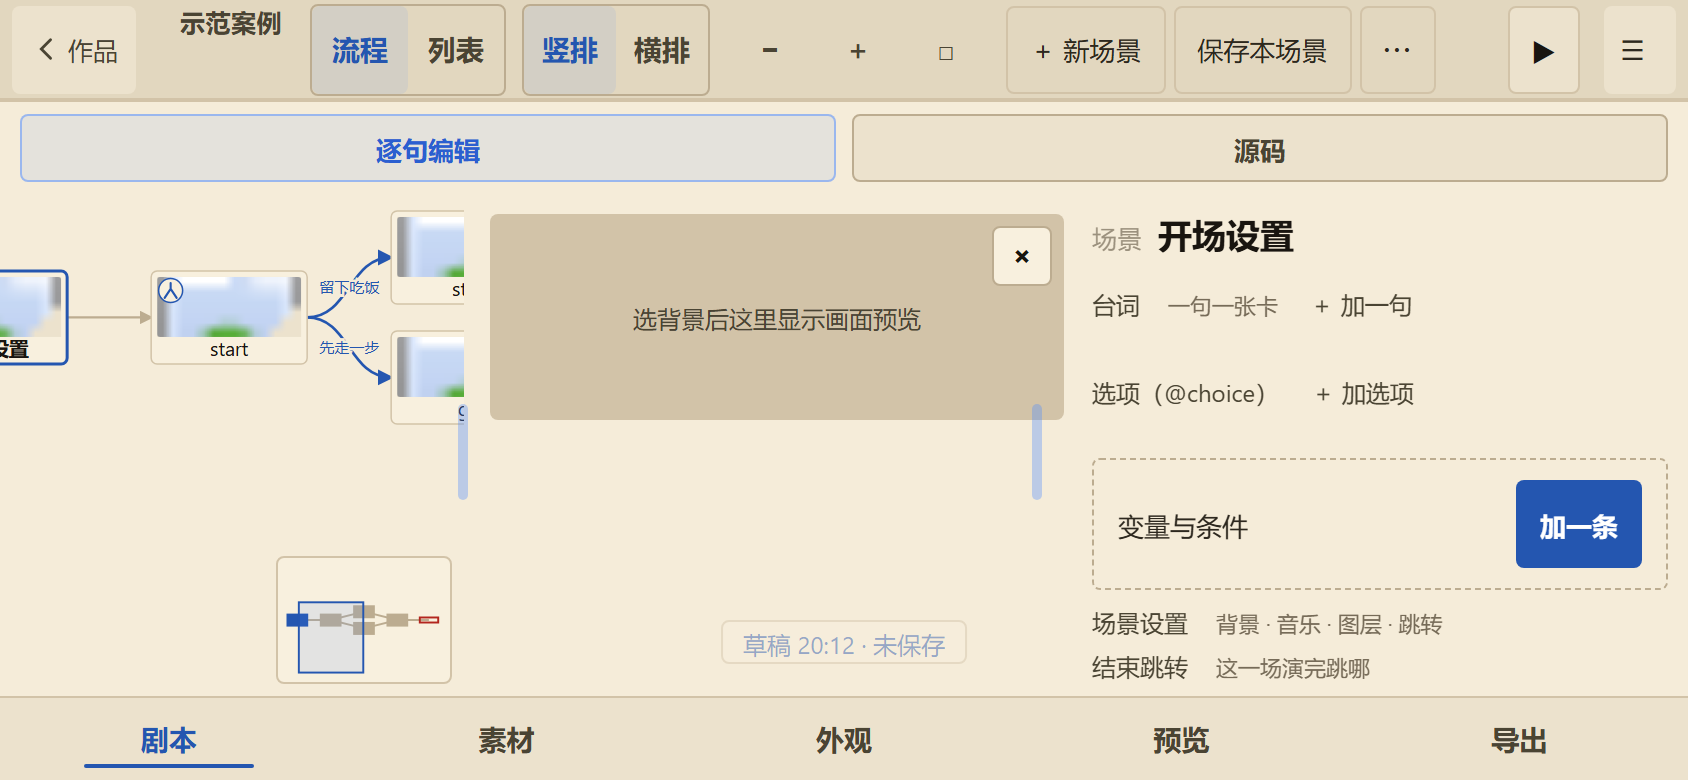 作品
示范案例
流程
列表
竖排
横排
−
+
□
+ 新场景
保存本场景
···
▶
☰
逐句编辑
源码
设置
start
留下吃饭
先走一步
st
g
选背景后这里显示画面预览
×
场景 开场设置
台词 一句一张卡 + 加一句
选项（@choice） + 加选项
变量与条件
加一条
场景设置 背景 · 音乐 · 图层 · 跳转
结束跳转 这一场演完跳哪
草稿 20:12 · 未保存
剧本
素材
外观
预览
导出